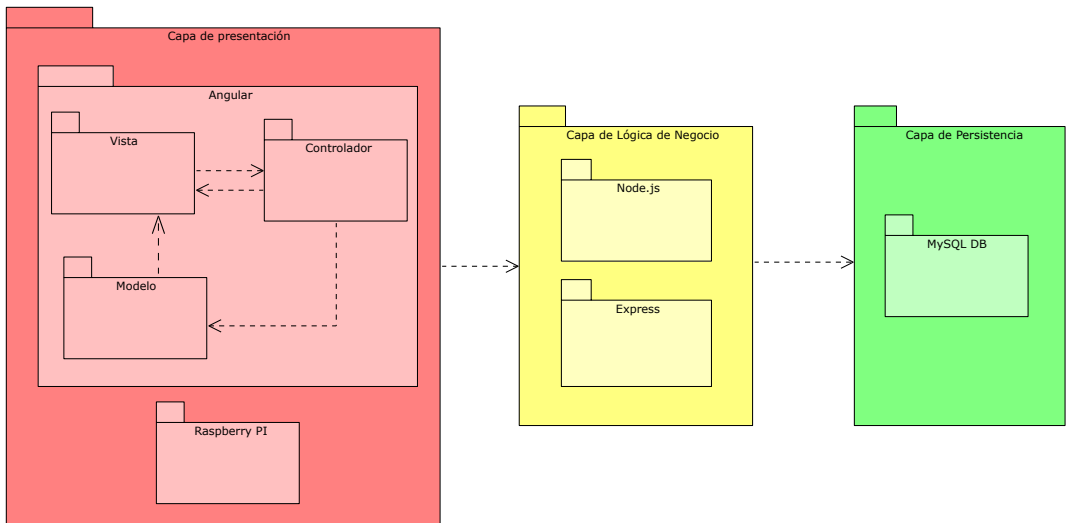 Capa de presentación
Angular
Vista
Controlador
Modelo
Raspberry PI
Capa de Lógica de Negocio
Node.js
Express
Capa de Persistencia
MySQL DB